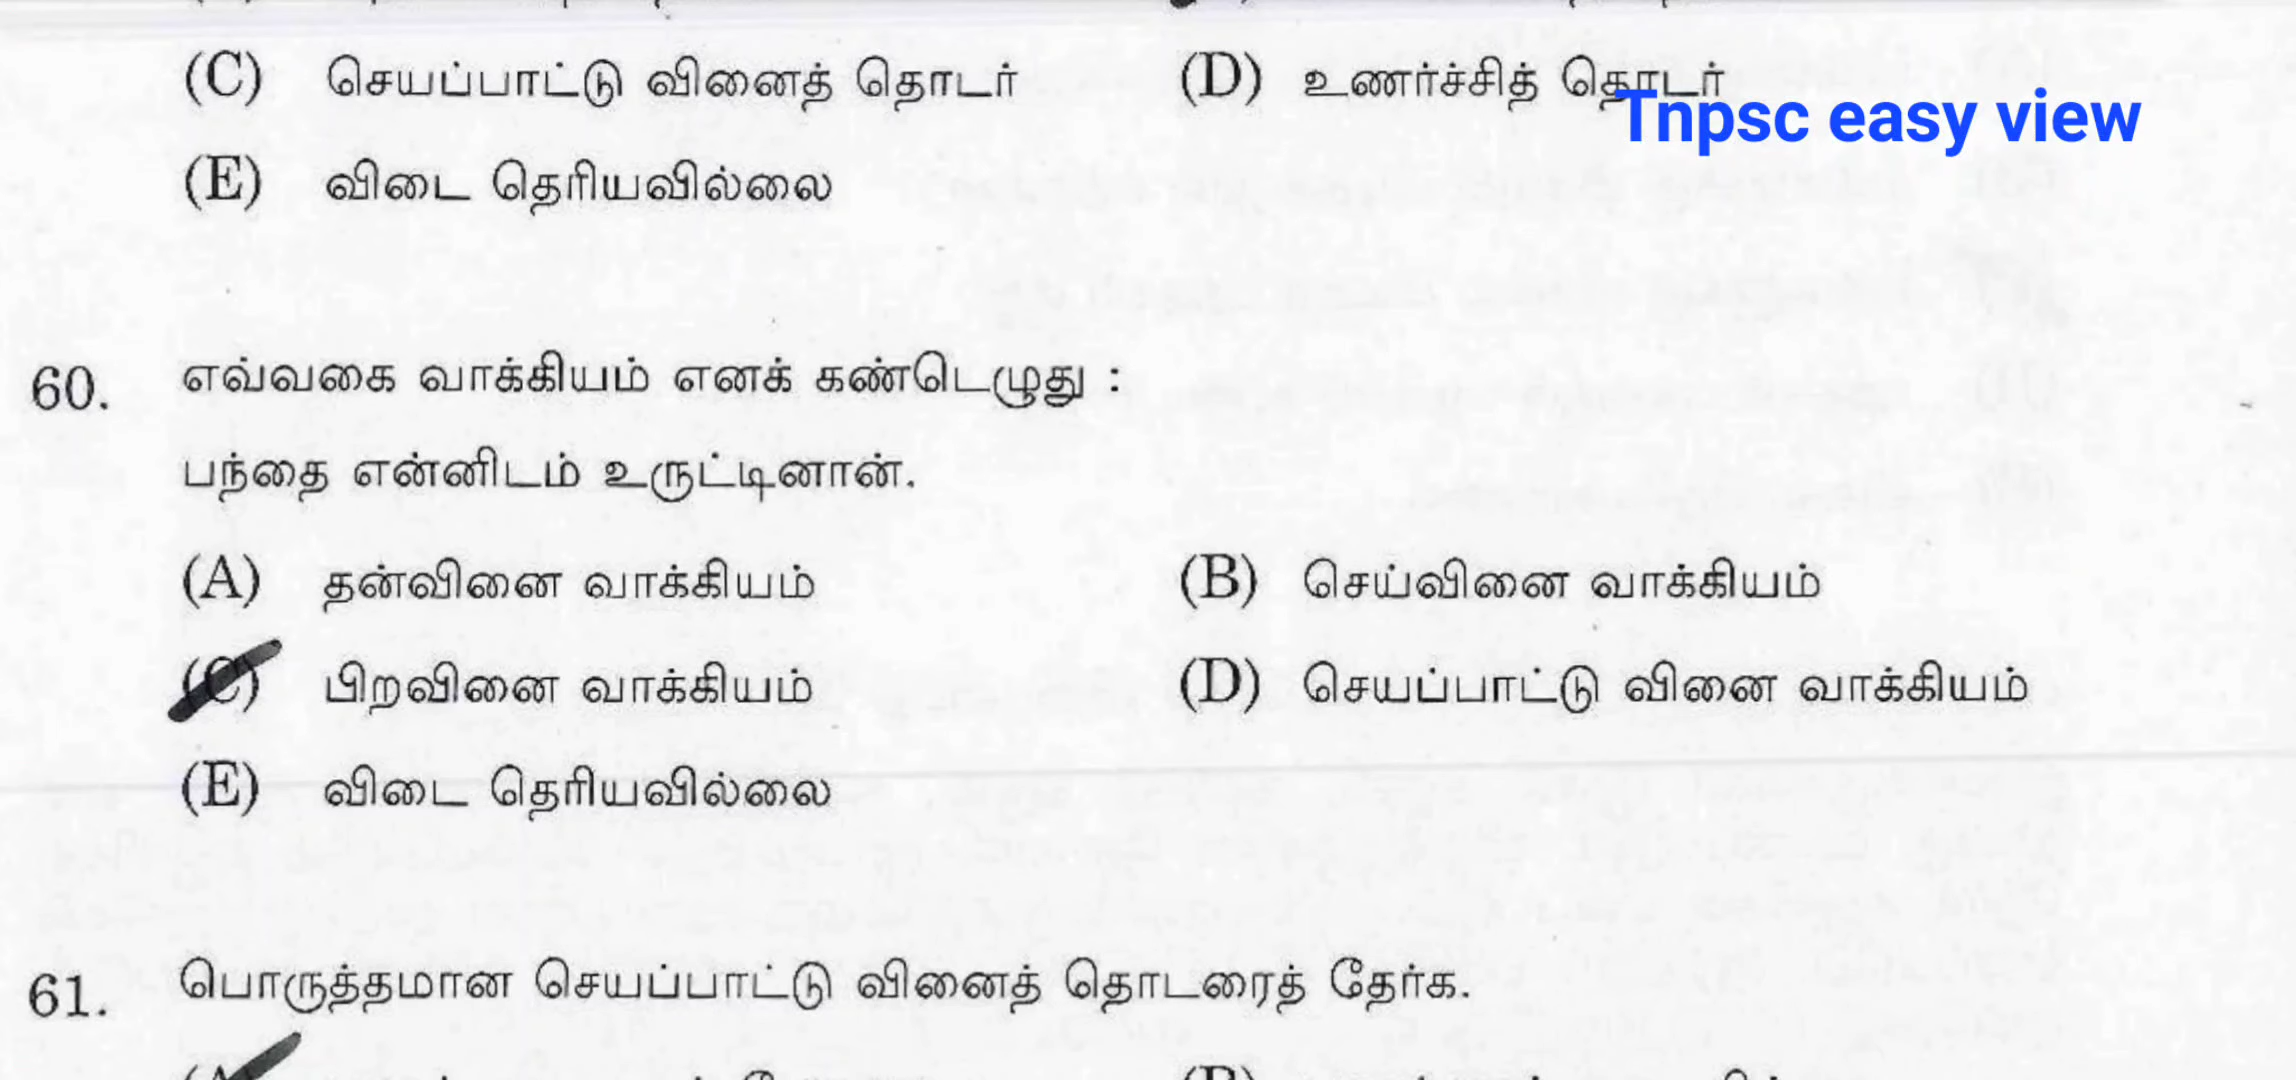 (C) செயப்பாட்டு வினைத் தொடர் (D) உணர்ச்சித் தொடர்
Tnpsc easy view
(E) விடை தெரியவில்லை
60. எவ்வகை வாக்கியம் எனக் கண்டெழுது :
பந்தை என்னிடம் உருட்டினான்.
(A) தன்வினை வாக்கியம் (B) செய்வினை வாக்கியம்
(C) பிறவினை வாக்கியம் (D) செயப்பாட்டு வினை வாக்கியம்
(E) விடை தெரியவில்லை
61. பொருத்தமான செயப்பாட்டு வினைத் தொடரைத் தேர்க.